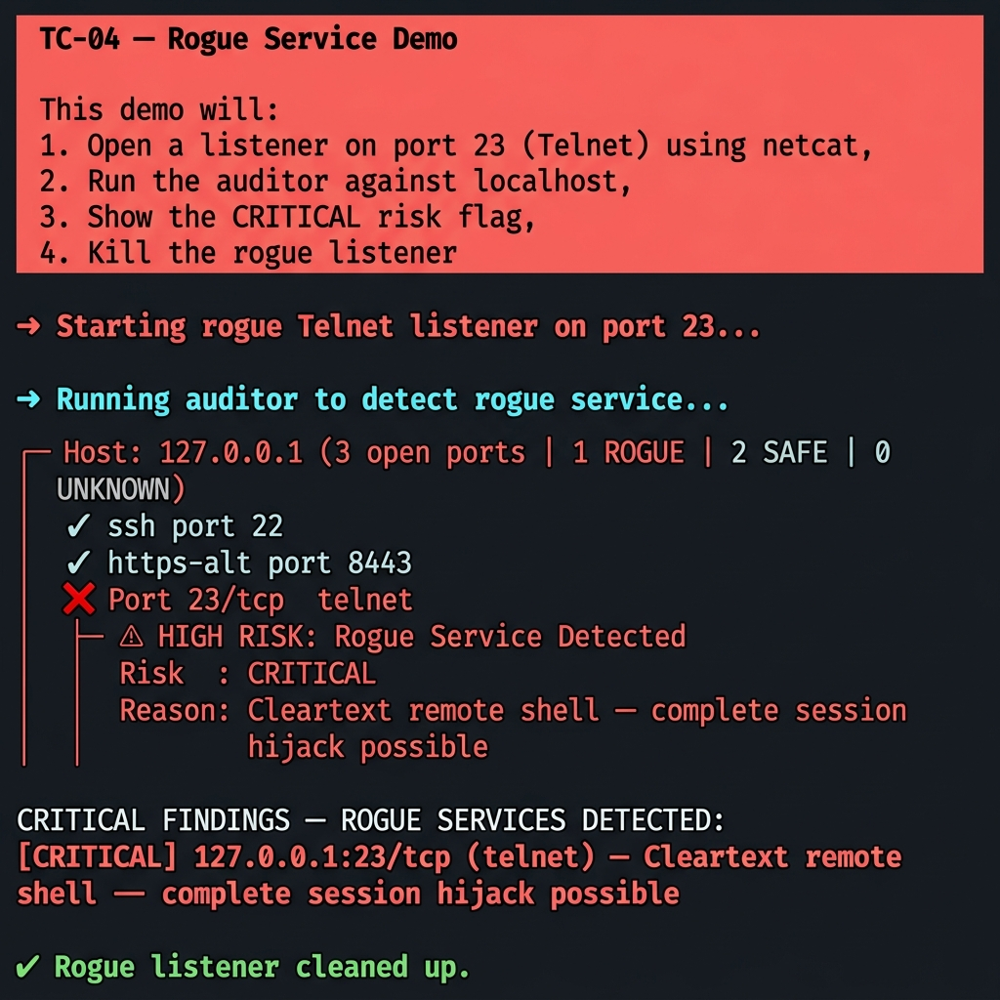 TC-04 — Rogue Service Demo
This demo will:
1. Open a listener on port 23 (Telnet) using netcat,
2. Run the auditor against localhost,
3. Show the CRITICAL risk flag,
4. Kill the rogue listener
➜ Starting rogue Telnet listener on port 23...
➜ Running auditor to detect rogue service...
Host: 127.0.0.1 (3 open ports | 1 ROGUE | 2 SAFE | 0
UNKNOWN)
✓ ssh port 22
✓ https-alt port 8443
❌ Port 23/tcp  telnet
⚠ HIGH RISK: Rogue Service Detected
Risk  : CRITICAL
Reason: Cleartext remote shell — complete session
hijack possible
CRITICAL FINDINGS — ROGUE SERVICES DETECTED:
[CRITICAL] 127.0.0.1:23/tcp (telnet) — Cleartext remote
shell — complete session hijack possible
✔ Rogue listener cleaned up.